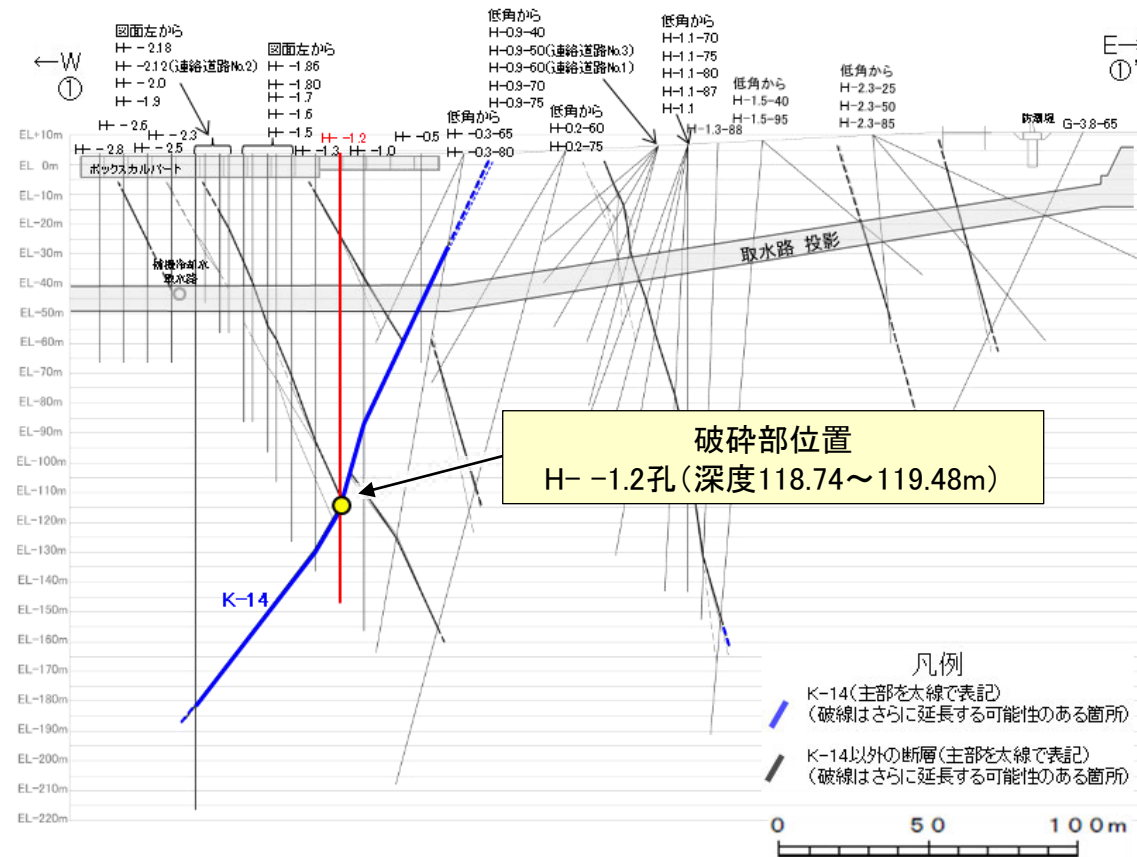 ←W
①
図面左から
H- -2.18
-2.12(連絡道路No.2)
H- -2.0
H- -1.9
図面左から
H- -1.85
H- -1.80
H- -1.7
H- -1.6
H- -1.5
低角から
H-0.9-40
H-0.9-50(連絡道路No.3)
H-0.9-60(連絡道路No.1)
H-0.9-70
H-0.9-75
低角から
H-1.1-70
H-1.1-75
H-1.1-80
H-1.1-87
H-1.1
低角から
H-1.5-40
H-1.5-95
低角から
H-2.3-25
H-2.3-50
H-2.3-85
E→
①'
防潮堤
G-3.8-65
H- -2.6
H- -2.3
H- -2.8
H- -2.5
H- -1.3
H- -1.2
H- -1.0
H- -0.5
低角から
H- -0.3-65
H- -0.3-80
低角から
H-0.2-60
H-0.2-75
H-1.3-88
ボックスカルバート
補機冷却水
取水路
取水路 投影
EL+10m
EL 0m
EL-10m
EL-20m
EL-30m
EL-40m
EL-50m
EL-60m
EL-70m
EL-80m
EL-90m
EL-100m
EL-110m
EL-120m
EL-130m
EL-140m
EL-150m
EL-160m
EL-170m
EL-180m
EL-190m
EL-200m
EL-210m
EL-220m
破砕部位置
H- -1.2孔(深度118.74～119.48m)
K-14
凡例
K-14(主部を太線で表記)
(破線はさらに延長する可能性のある箇所)
K-14以外の断層(主部を太線で表記)
(破線はさらに延長する可能性のある箇所)
0 50 100m